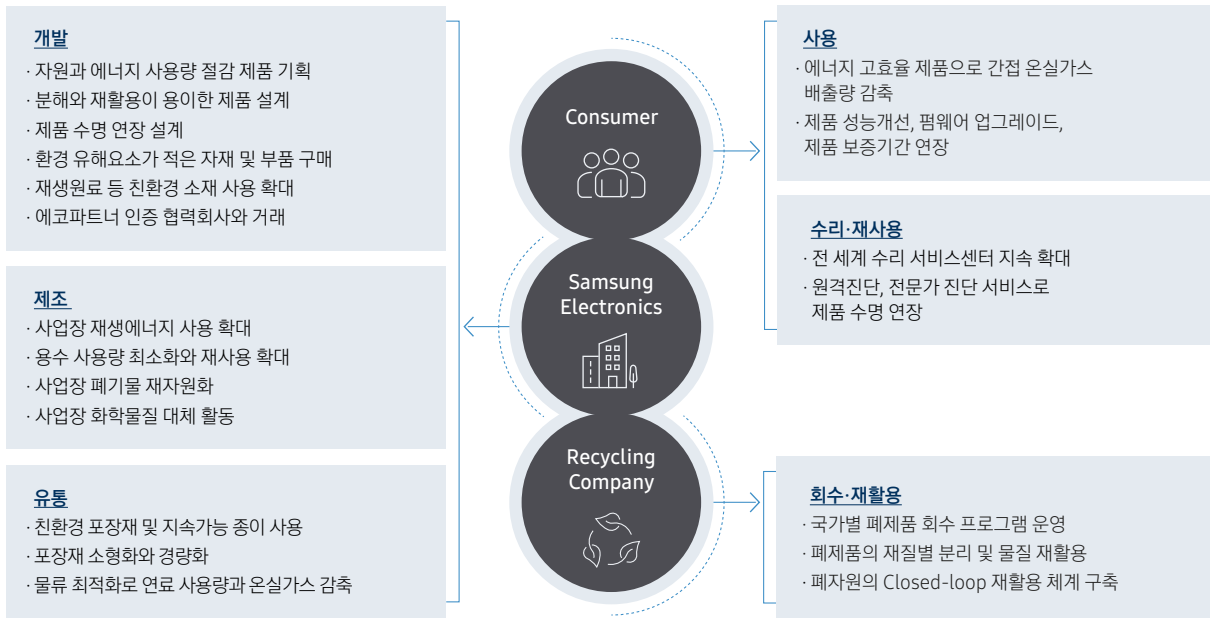 개발
· 자원과 에너지 사용량 절감 제품 기획
· 분해와 재활용이 용이한 제품 설계
· 제품 수명 연장 설계
· 환경 유해요소가 적은 자재 및 부품 구매
· 재생원료 등 친환경 소재 사용 확대
· 에코파트너 인증 협력회사와 거래
제조
· 사업장 재생에너지 사용 확대
· 용수 사용량 최소화와 재사용 확대
· 사업장 폐기물 재자원화
· 사업장 화학물질 대체 활동
유통
· 친환경 포장재 및 지속가능 종이 사용
· 포장재 소형화와 경량화
· 물류 최적화로 연료 사용량과 온실가스 감축
Consumer
Samsung
Electronics
Recycling
Company
사용
· 에너지 고효율 제품으로 간접 온실가스
배출량 감축
· 제품 성능개선, 펌웨어 업그레이드,
제품 보증기간 연장
수리·재사용
· 전 세계 수리 서비스센터 지속 확대
· 원격진단, 전문가 진단 서비스로
제품 수명 연장
회수·재활용
· 국가별 폐제품 회수 프로그램 운영
· 폐제품의 재질별 분리 및 물질 재활용
· 폐자원의 Closed-loop 재활용 체계 구축